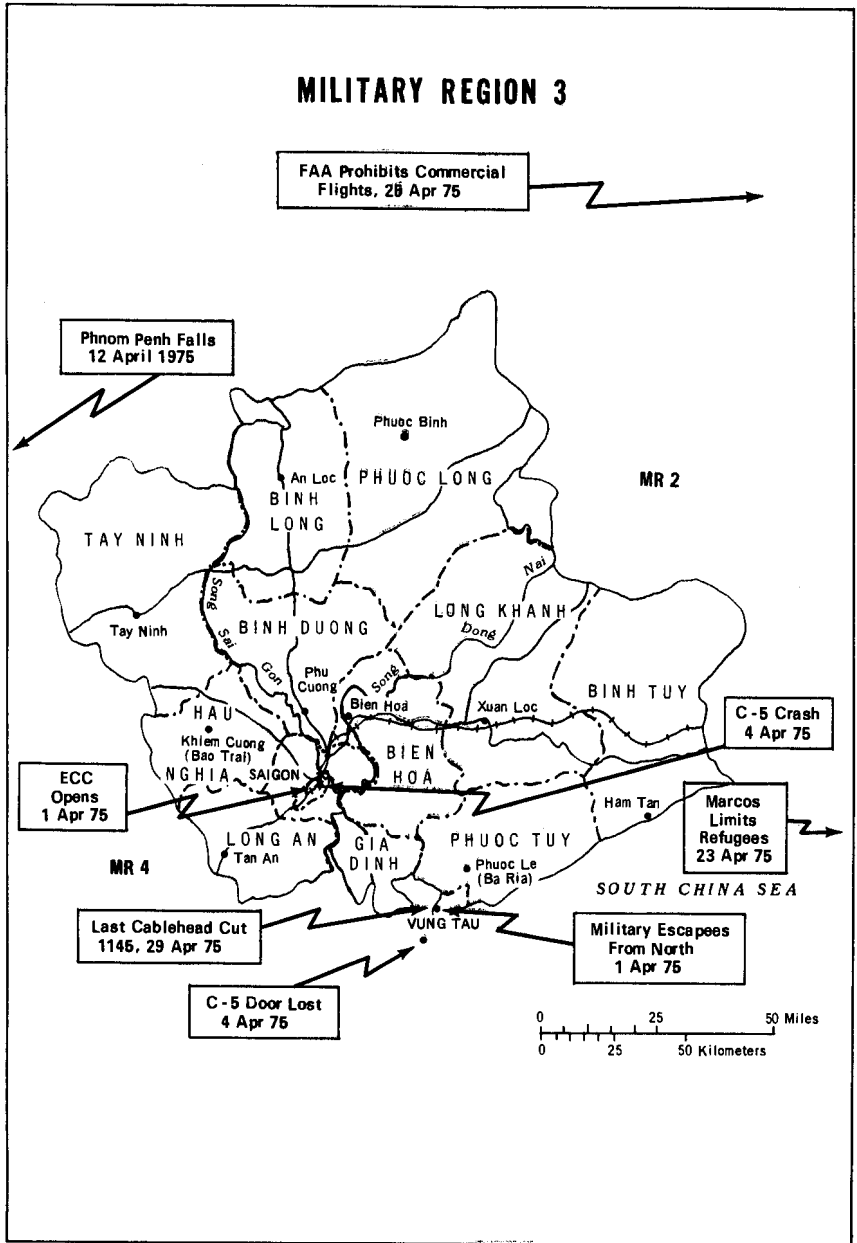 MILITARY REGION 3
FAA Prohibits Commercial
Flights, Apr 75
Phnom Penh Falls
12 April 1975
Phuoc Binh
MR 2
An Loc
PHUOC LONG
BINH
LONG
TAY NINH
Nai
Song
LONG KHANH
Tay Ninh
Sai
BINH DUONG
Dong
Gon
Phu
Cuong
Song
BINH TUY
HAU
Bien Hoa
Xuan Loc
C-5 Crash
4 Apr 75
Khiem Cuong
(Bao Trai)
BIEN
HOA
NGHIA
SAIGON
ECC
Opens
1 Apr 75
Ham Tan
Marcos
Limits
Refugees
23 Apr 75
LONG AN
GIA
DINH
PHUOC TUY
Tan An
MR 4
Phuoc Le
(Ba Ria)
SOUTH CHINA SEA
Last Cablehead Cut
1145, 29 Apr 75
VUNG TAU
Military Escapees
From North
1 Apr 75
C-5 Door Lost
4 Apr 75
0 25 50 Miles
0 25 50 Kilometers